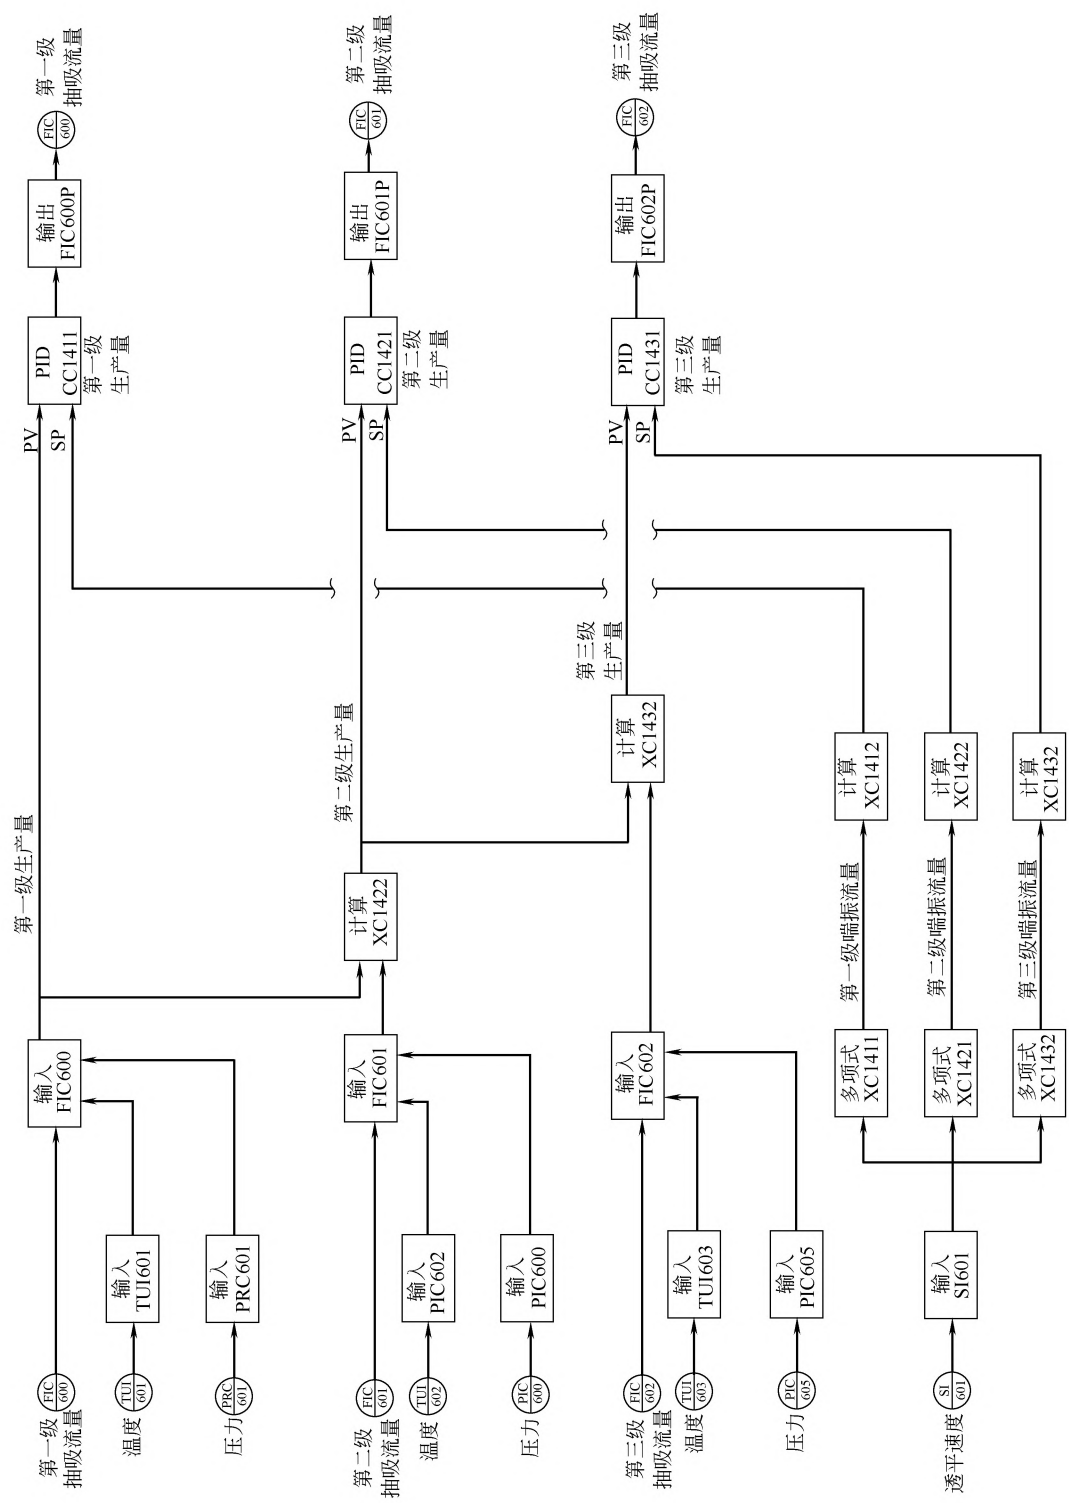 第一级
抽吸流量
FIC
600
输入
FIC600
第一级生产量
PV
SP
PID
CC1411
第一级
生产量
输出
FIC600P
FIC
600
第一级
抽吸流量
温度
TUI
601
输入
TUI601
压力
PRC
601
输入
PRC601
第二级
抽吸流量
FIC
601
输入
FIC601
计算
XC1422
第二级生产量
PV
SP
PID
CC1421
第二级
生产量
输出
FIC601P
FIC
601
第二级
抽吸流量
温度
TUI
602
输入
PIC602
压力
PIC
600
输入
PIC600
第三级
抽吸流量
FIC
602
输入
FIC602
计算
XC1432
第三级
生产量
PV
SP
PID
CC1431
第三级
生产量
输出
FIC602P
FIC
602
第三级
抽吸流量
温度
TUI
603
输入
TUI603
压力
PIC
605
输入
PIC605
多项式
XC1411
第一级喘振流量
计算
XC1412
透平速度
SI
601
输入
SI601
多项式
XC1421
第二级喘振流量
计算
XC1422
多项式
XC1432
第三级喘振流量
计算
XC1432